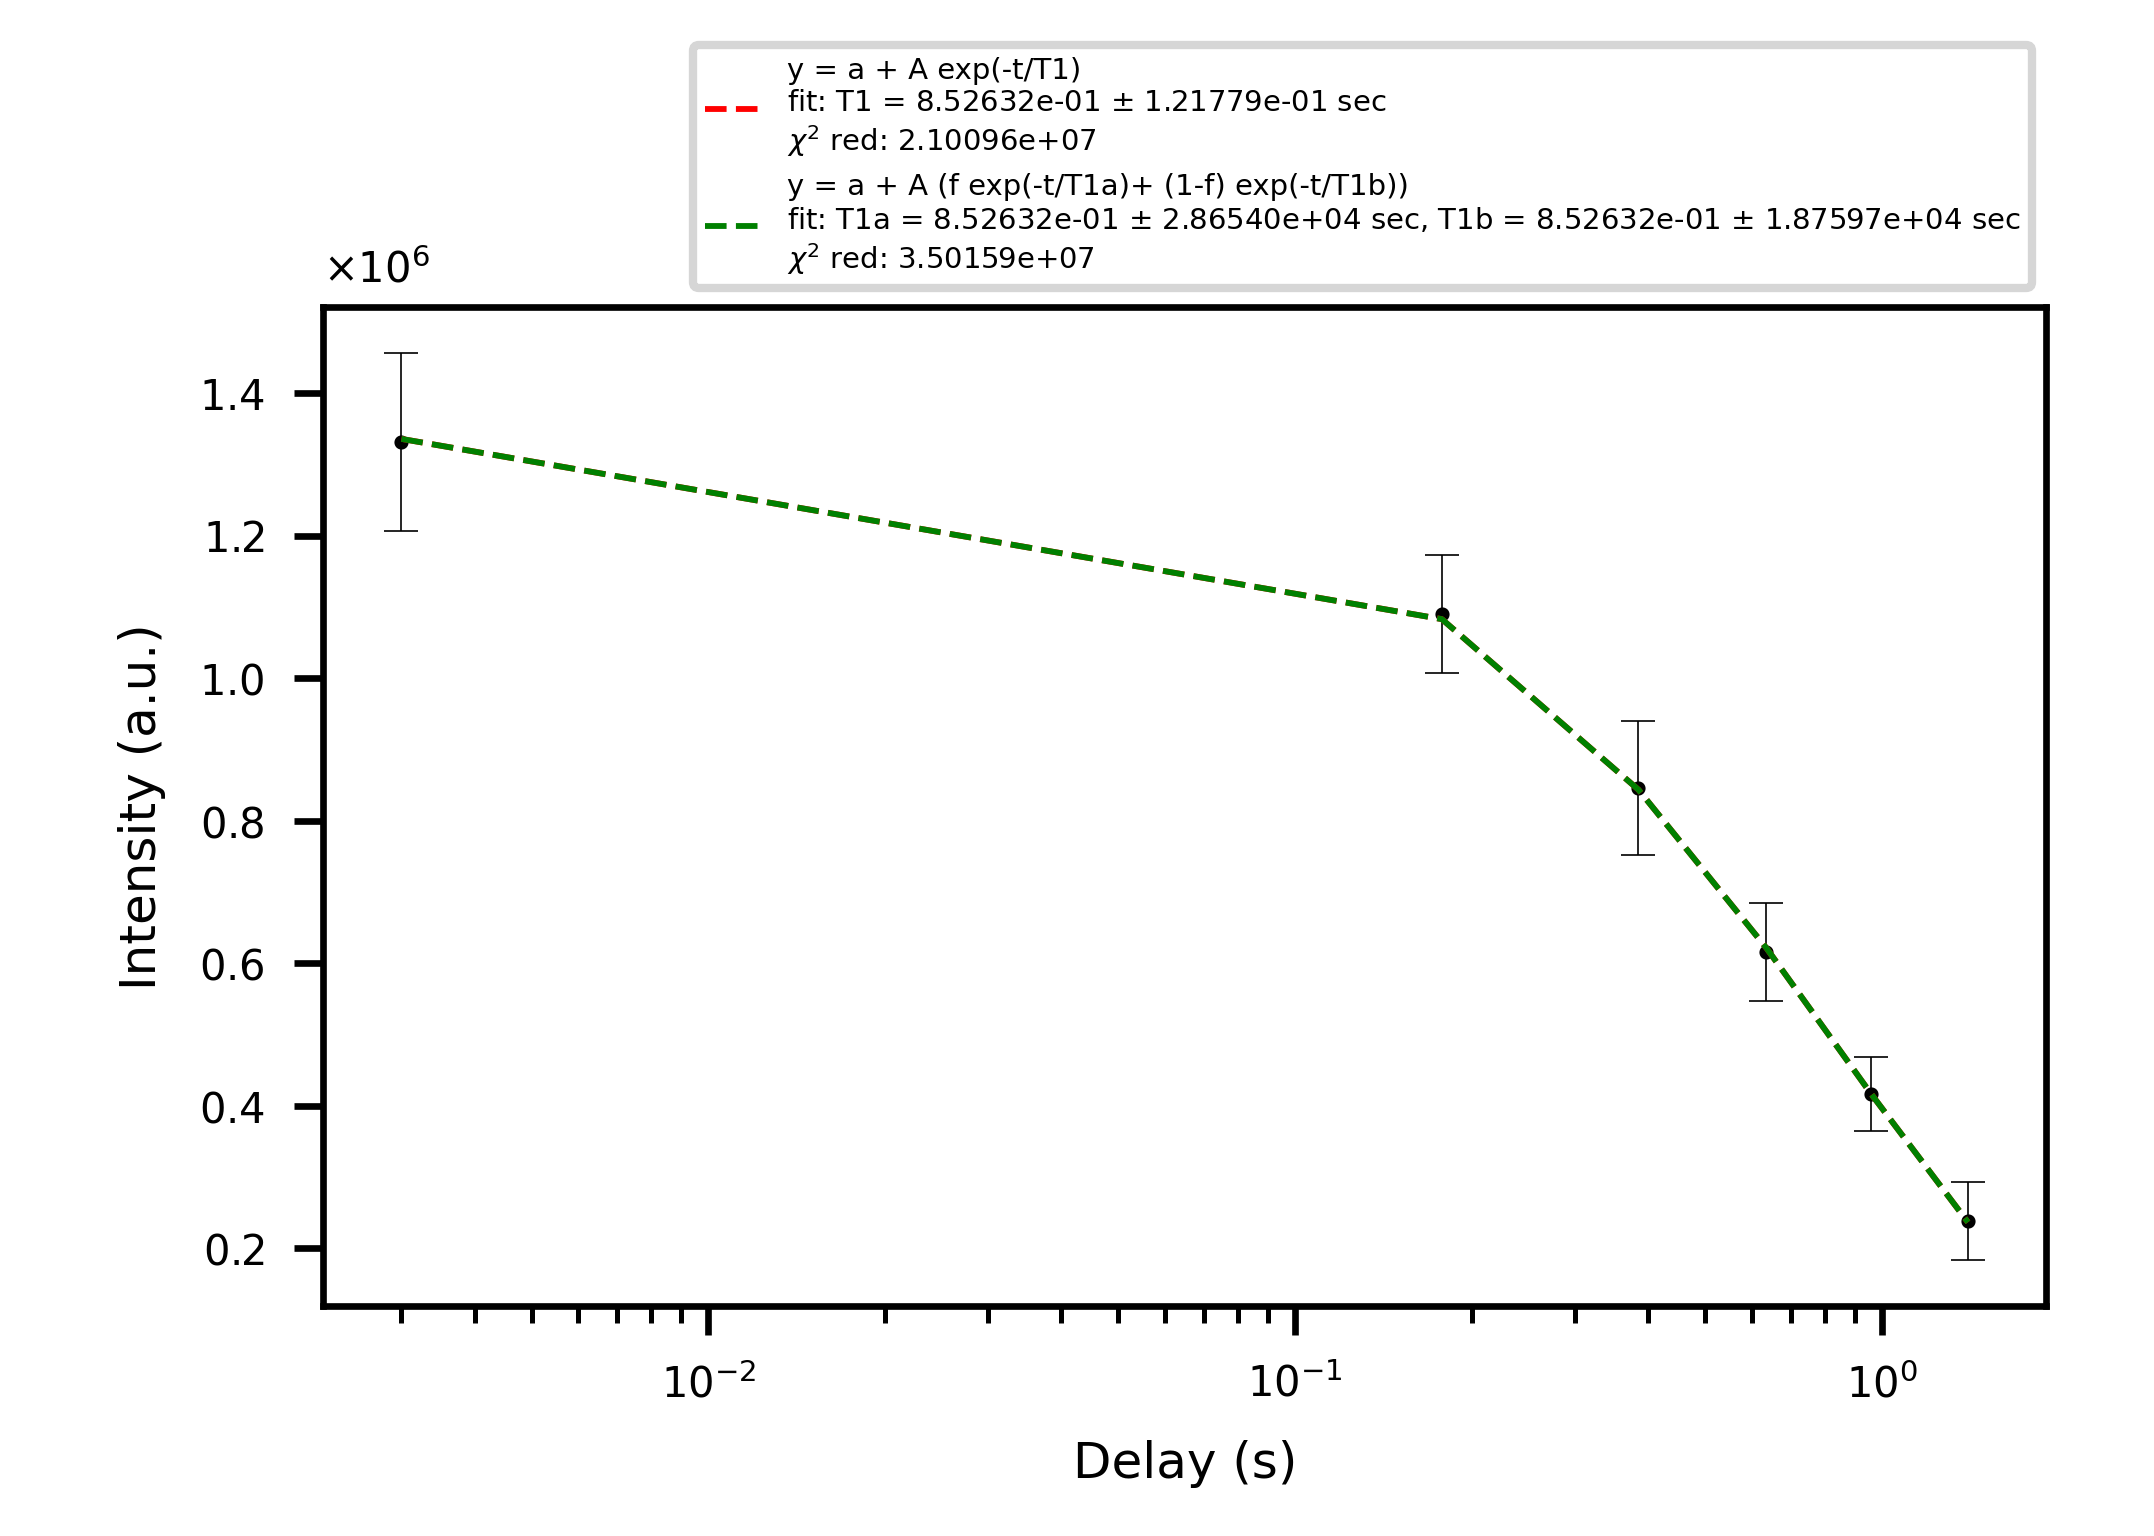 y = a + A exp(-t/T1)
fit: T1 = 8.52632e-01 ± 1.21779e-01 sec
χ² red: 2.10096e+07
y = a + A (f exp(-t/T1a)+ (1-f) exp(-t/T1b))
fit: T1a = 8.52632e-01 ± 2.86540e+04 sec, T1b = 8.52632e-01 ± 1.87597e+04 sec
χ² red: 3.50159e+07
×10⁶
1.4
1.2
1.0
0.8
0.6
0.4
0.2
Intensity (a.u.)
10⁻²
10⁻¹
10⁰
Delay (s)